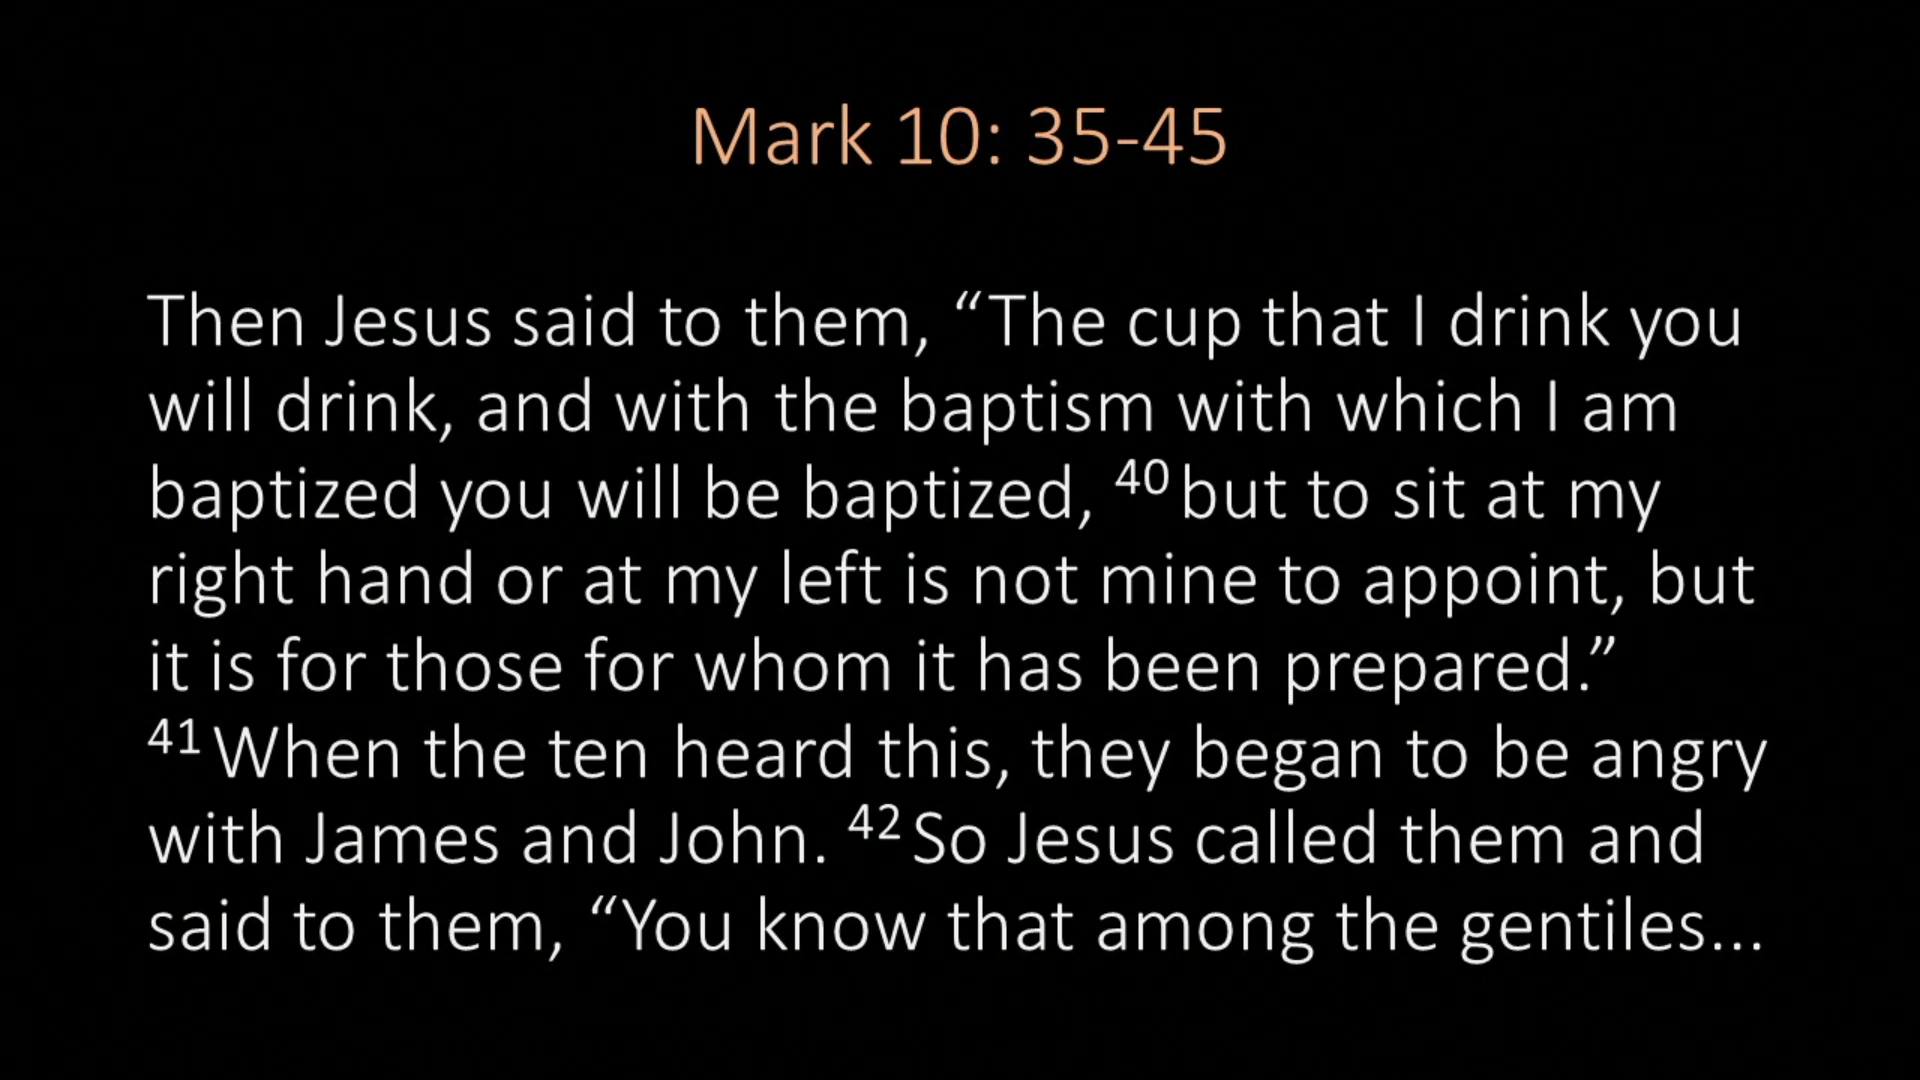 Mark 10: 35-45
Then Jesus said to them, “The cup that I drink you
will drink, and with the baptism with which I am
baptized you will be baptized, 40 but to sit at my
right hand or at my left is not mine to appoint, but
it is for those for whom it has been prepared.”
41 When the ten heard this, they began to be angry
with James and John. 42 So Jesus called them and
said to them, “You know that among the gentiles...